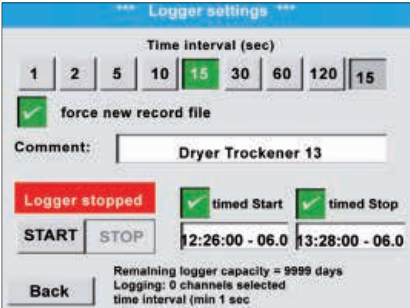 *** Logger settings ***
Time interval (sec)
1 2 5 10 15 30 60 120 15
force new record file
Comment: Dryer Trockener 13
Logger stopped timed Start timed Stop
START STOP 12:26:00 - 06.0 13:28:00 - 06.0
Remaining logger capacity = 9999 days
Back Logging: 0 channels selected
time interval (min 1 sec